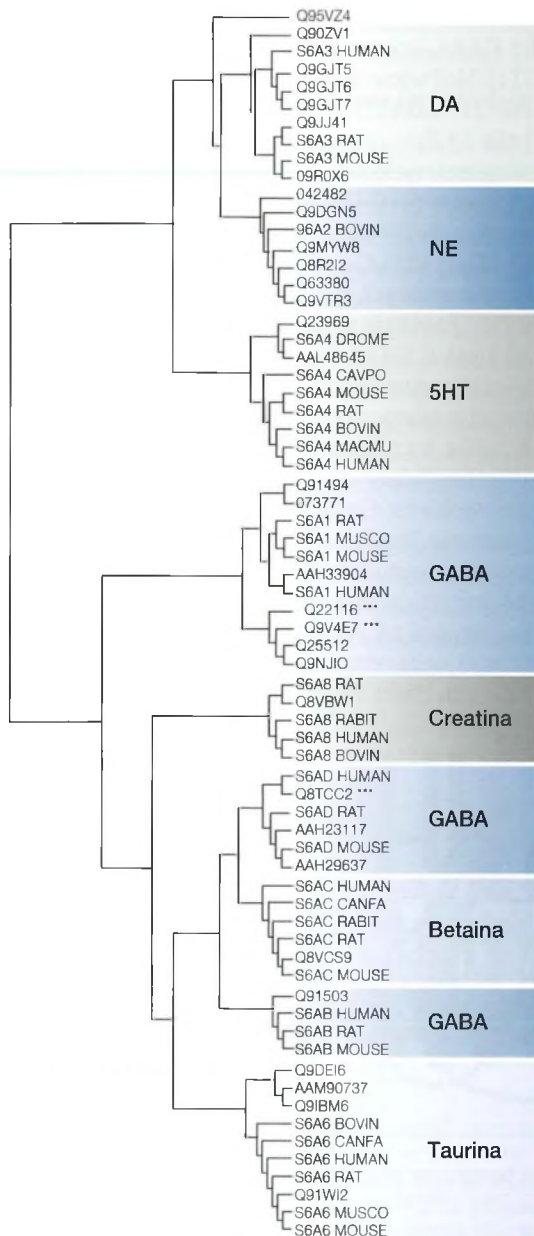 Q95VZ4
Q90ZV1
S6A3 HUMAN
Q9GJT5
Q9GJT6
Q9GJT7
Q9JJ41
S6A3 RAT
S6A3 MOUSE
09R0X6
DA
042482
Q9DGN5
96A2 BOVIN
Q9MYW8
Q8R2I2
Q63380
Q9VTR3
NE
Q23969
S6A4 DROME
AAL48645
S6A4 CAVPO
S6A4 MOUSE
S6A4 RAT
S6A4 BOVIN
S6A4 MACMU
S6A4 HUMAN
5HT
Q91494
073771
S6A1 RAT
S6A1 MUSCO
S6A1 MOUSE
AAH33904
S6A1 HUMAN
Q22116 ***
Q9V4E7 ***
Q25512
Q9NJIO
GABA
S6A8 RAT
Q8VBW1
S6A8 RABIT
S6A8 HUMAN
S6A8 BOVIN
Creatina
S6AD HUMAN
Q8TCC2 ***
S6AD RAT
AAH23117
S6AD MOUSE
AAH29637
GABA
S6AC HUMAN
S6AC CANFA
S6AC RABIT
S6AC RAT
Q8VCS9
S6AC MOUSE
Betaina
Q91503
S6AB HUMAN
S6AB RAT
S6AB MOUSE
GABA
Q9DEI6
AAM90737
Q9IBM6
S6A6 BOVIN
S6A6 CANFA
S6A6 HUMAN
S6A6 RAT
Q91WI2
S6A6 MUSCO
S6A6 MOUSE
Taurina